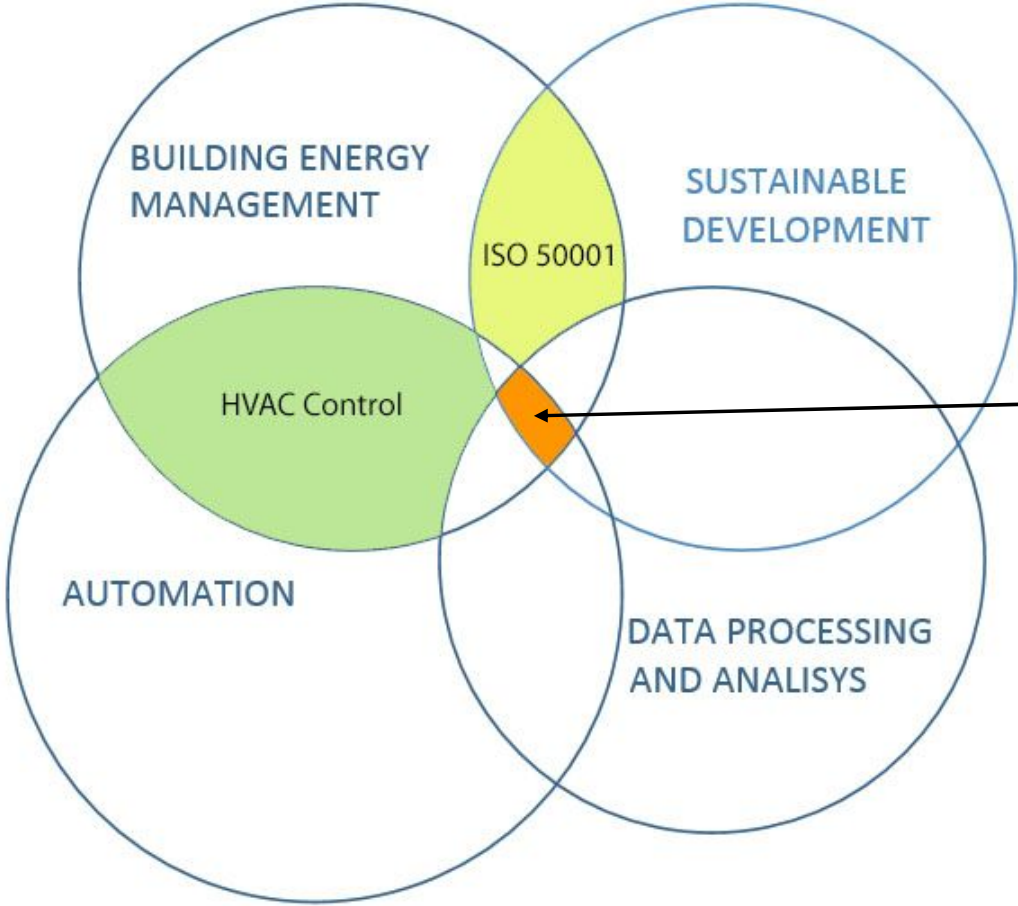 BUILDING ENERGY
MANAGEMENT
SUSTAINABLE
DEVELOPMENT
ISO 50001
HVAC Control
AUTOMATION
DATA PROCESSING
AND ANALISYS